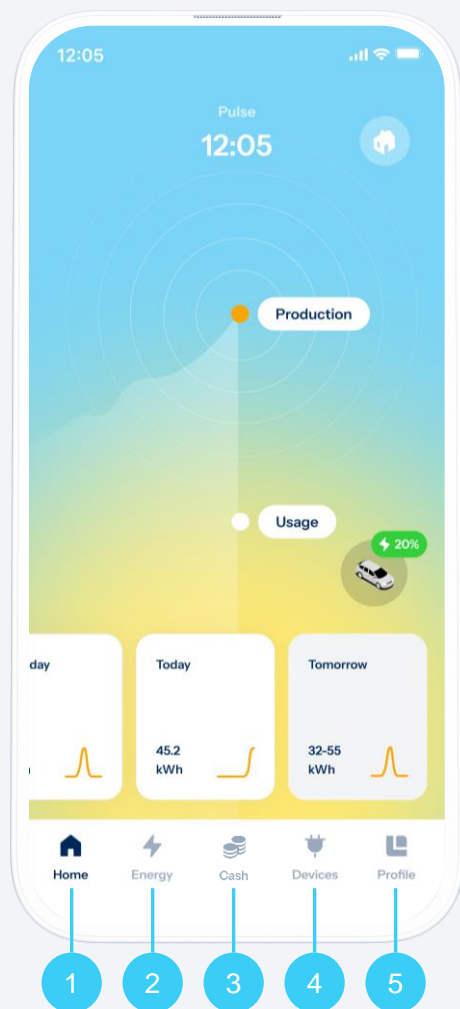 12:05
Pulse
12:05
Production
Usage
20%
day
Today
Tomorrow
45.2
kWh
32-55
kWh
Home
Energy
Cash
Devices
Profile
1
2
3
4
5